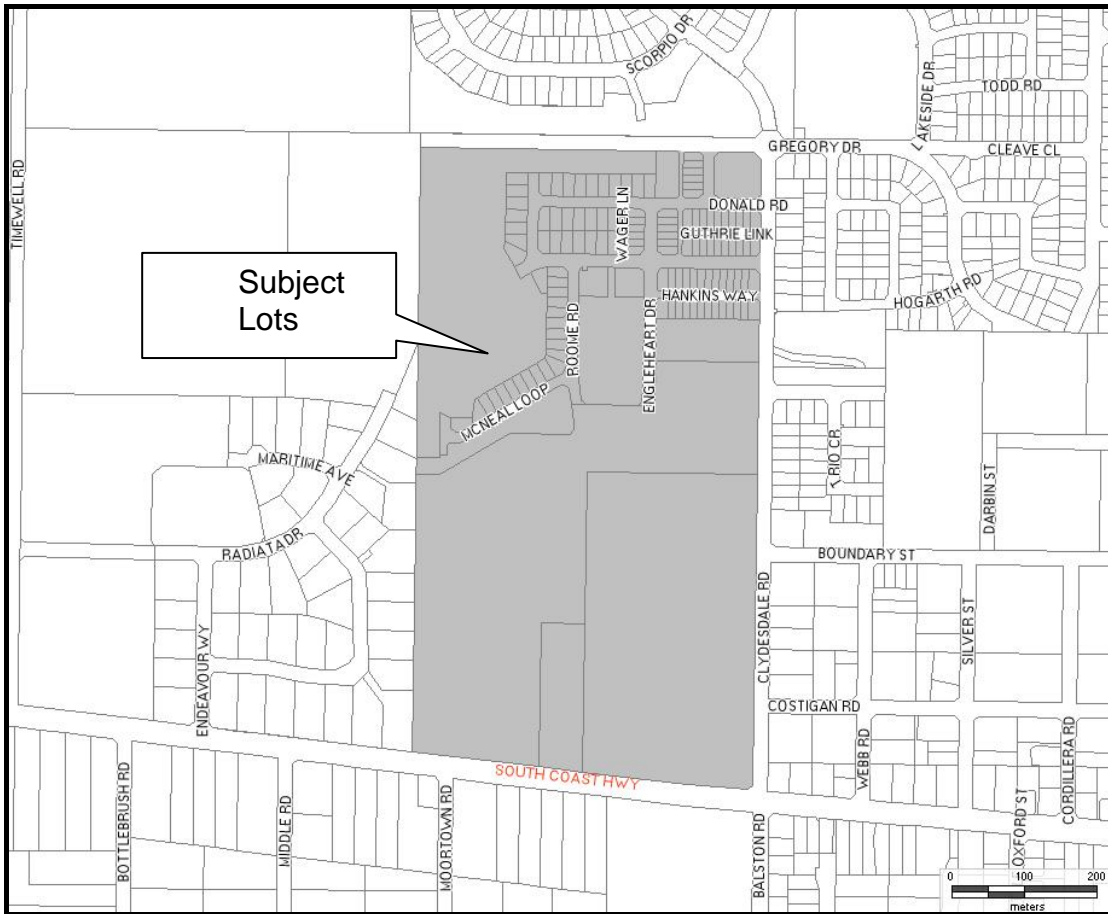 SCORPIO DR
TODD RD
LAKESIDE DR
GREGORY DR
CLEAVE CL
TIMEWELL RD
WAGER LN
DONALD RD
GUTHRIE LINK
Subject
Lots
HANKINS WAY
HOGARTH RD
ROOME RD
ENGLEHEART DR
MCNEAL LOOP
RIO CR
MARITIME AVE
DARBIN ST
RADIATA DR
BOUNDARY ST
CLYDESDALE RD
SILVER ST
ENDEAVOUR WY
COSTIGAN RD
WEBB RD
CORDILLERA RD
SOUTH COAST HWY
BOTTLEBRUSH RD
MIDDLE RD
MOORTOWN RD
BALSTON RD
OXFORD ST
0 100 200
meters